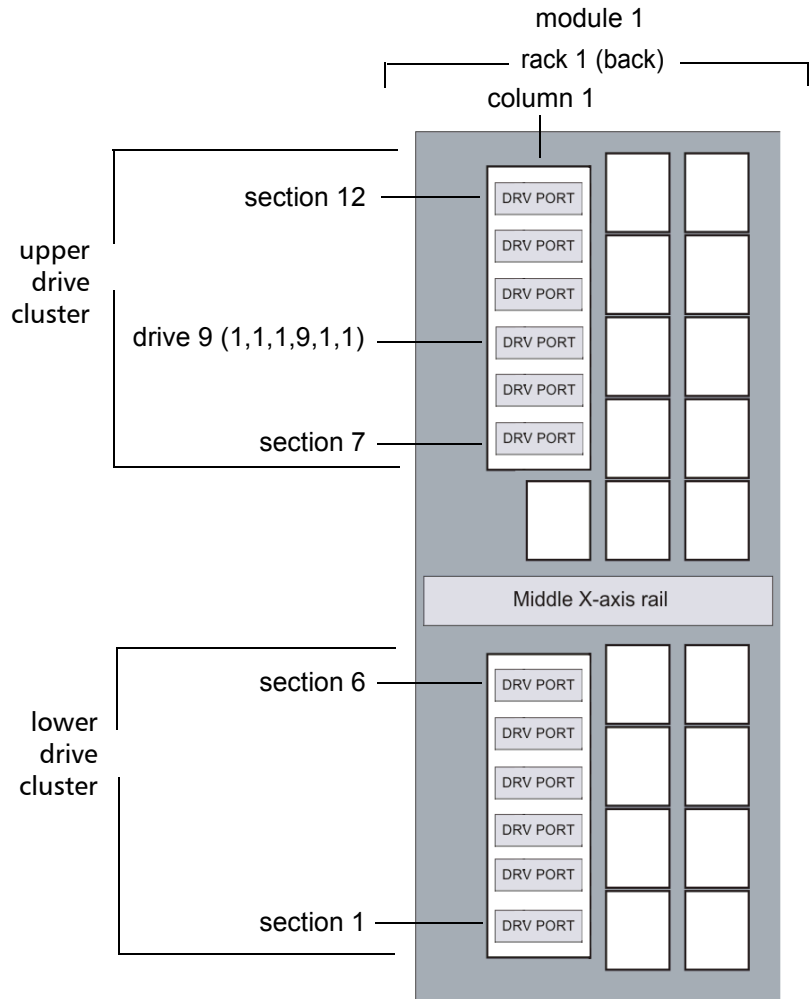 module 1
rack 1 (back)
column 1
section 12
DRV PORT
DRV PORT
upper
drive
cluster
DRV PORT
drive 9 (1,1,1,9,1,1)
DRV PORT
DRV PORT
section 7
DRV PORT
Middle X-axis rail
section 6
DRV PORT
lower
drive
cluster
DRV PORT
DRV PORT
DRV PORT
DRV PORT
section 1
DRV PORT